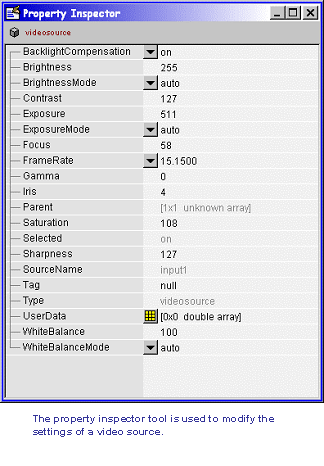 Property Inspector
videosource
BacklightCompensation on
Brightness 255
BrightnessMode auto
Contrast 127
Exposure 511
ExposureMode auto
Focus 58
FrameRate 15.1500
Gamma 0
Iris 4
Parent [1x1 unknown array]
Saturation 108
Selected on
Sharpness 127
SourceName input1
Tag null
Type videosource
UserData [0x0 double array]
WhiteBalance 100
WhiteBalanceMode auto
The property inspector tool is used to modify the
settings of a video source.